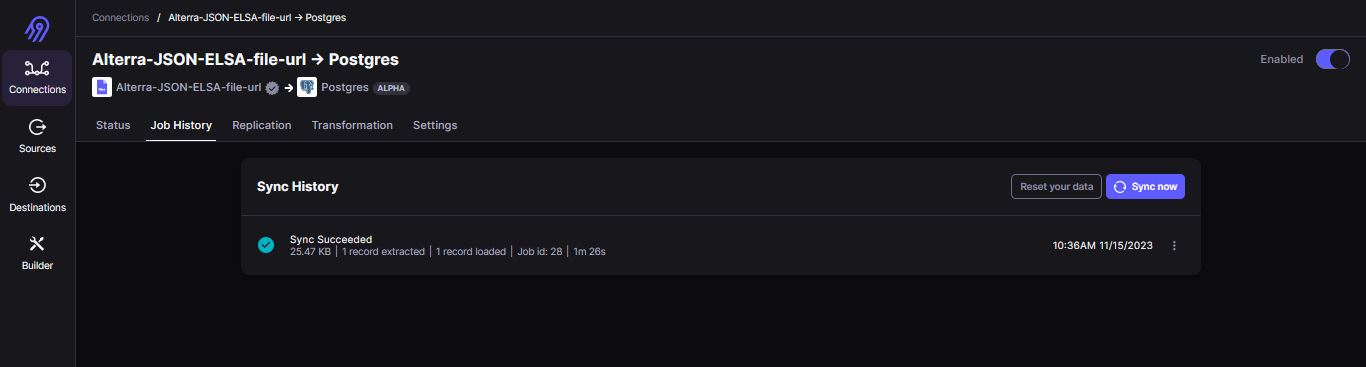 Connections / Alterra-JSON-ELSA-file-url → Postgres
Alterra-JSON-ELSA-file-url → Postgres
Enabled
Alterra-JSON-ELSA-file-url → Postgres ALPHA
Connections
Status Job History Replication Transformation Settings
Sources
Destinations
Builder
Sync History
Reset your data Sync now
Sync Succeeded
25.47 KB | 1 record extracted | 1 record loaded | Job id: 28 | 1m 26s
10:36AM 11/15/2023